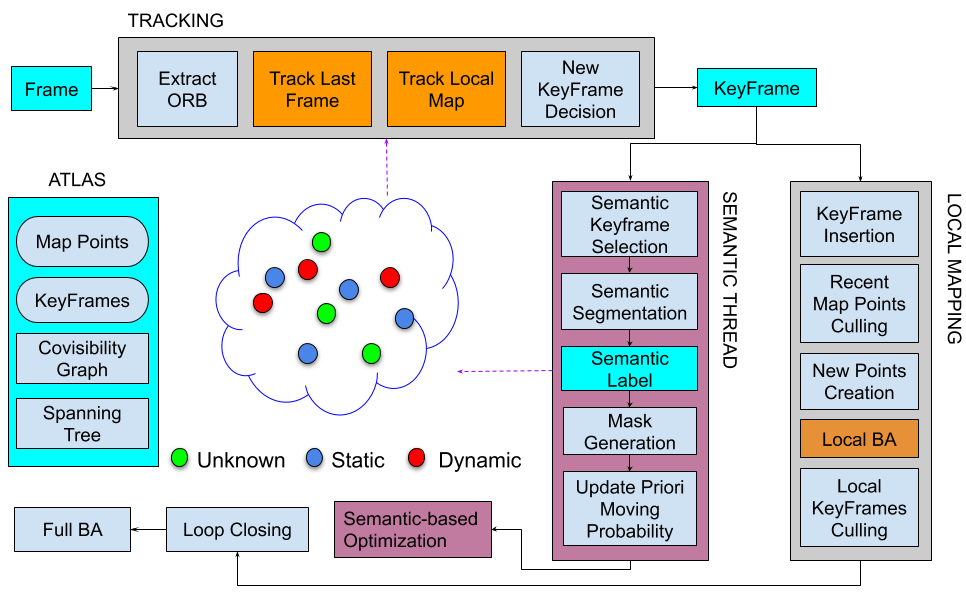 TRACKING
Frame
Extract
ORB
Track Last
Frame
Track Local
Map
New
KeyFrame
Decision
KeyFrame
ATLAS
Map Points
KeyFrames
Covisibility
Graph
Spanning
Tree
Unknown
Static
Dynamic
SEMANTIC THREAD
Semantic
Keyframe
Selection
Semantic
Segmentation
Semantic
Label
Mask
Generation
Update Priori
Moving
Probability
LOCAL MAPPING
KeyFrame
Insertion
Recent
Map Points
Culling
New Points
Creation
Local BA
Local
KeyFrames
Culling
Full BA
Loop Closing
Semantic-based
Optimization